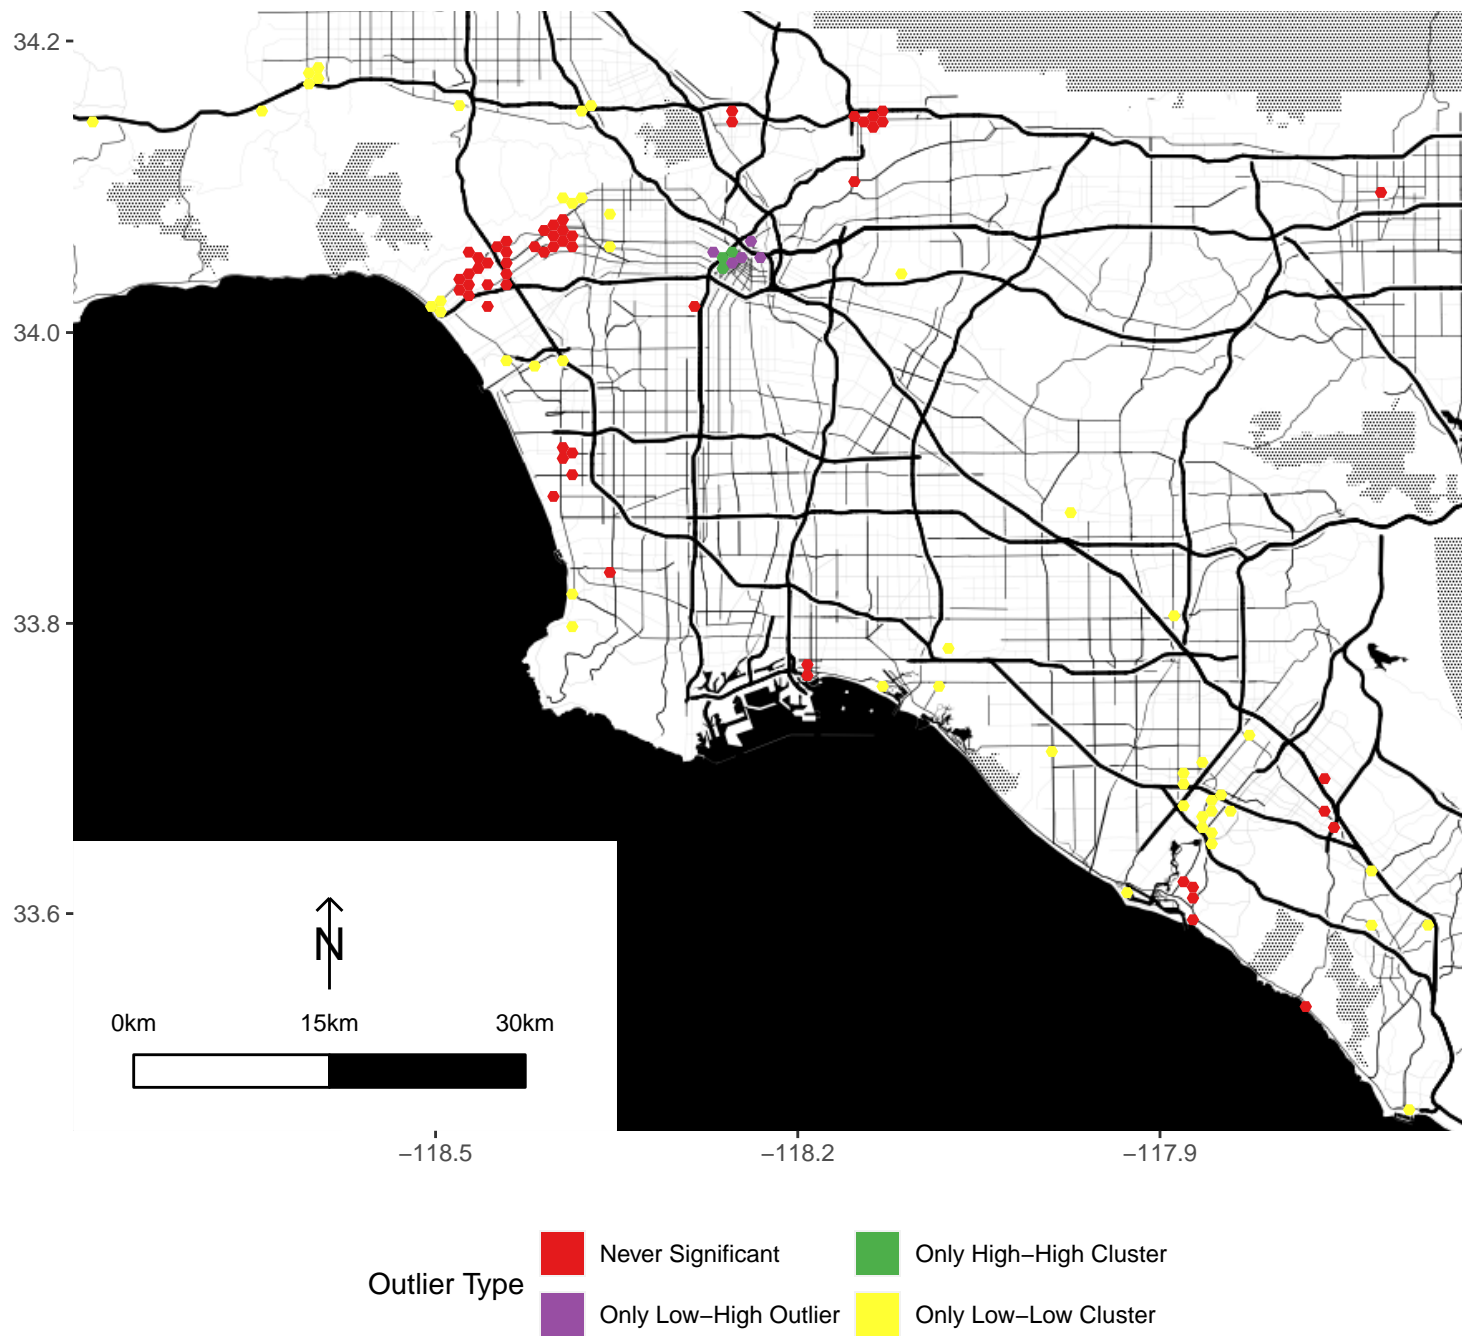 34.2
34.0
33.8
33.6
N
0km 15km 30km
−118.5 −118.2 −117.9
Outlier Type
Never Significant Only High−High Cluster
Only Low−High Outlier Only Low−Low Cluster